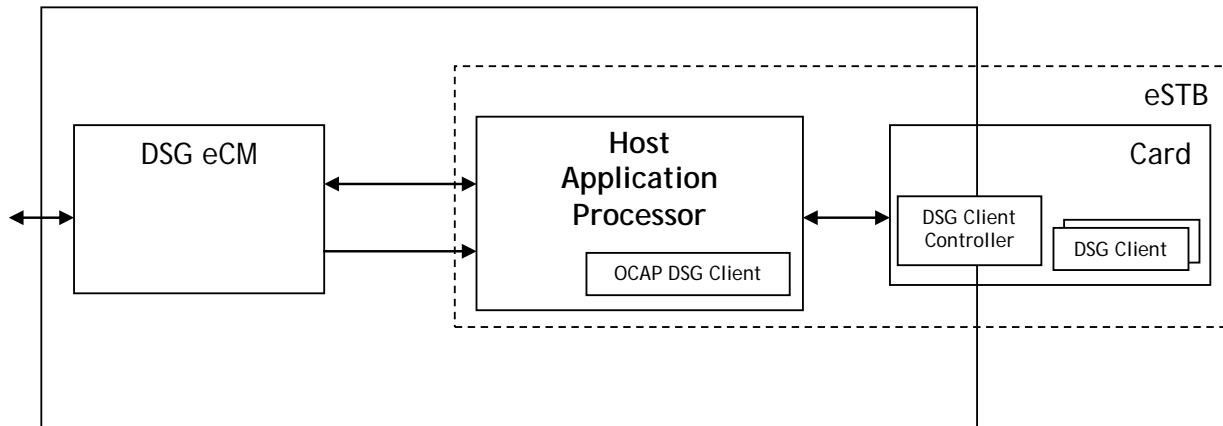 eSTB
DSG eCM
Host
Application
Processor
OCAP DSG Client
Card
DSG Client
Controller
DSG Client